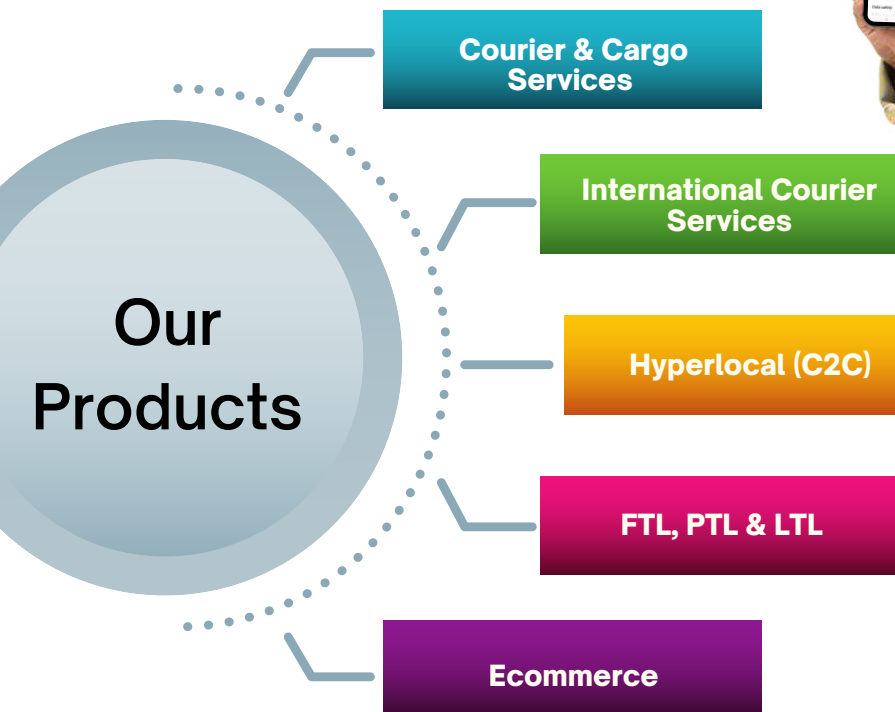 Courier & Cargo
Services
International Courier
Services
Our
Products
Hyperlocal (C2C)
FTL, PTL & LTL
Ecommerce